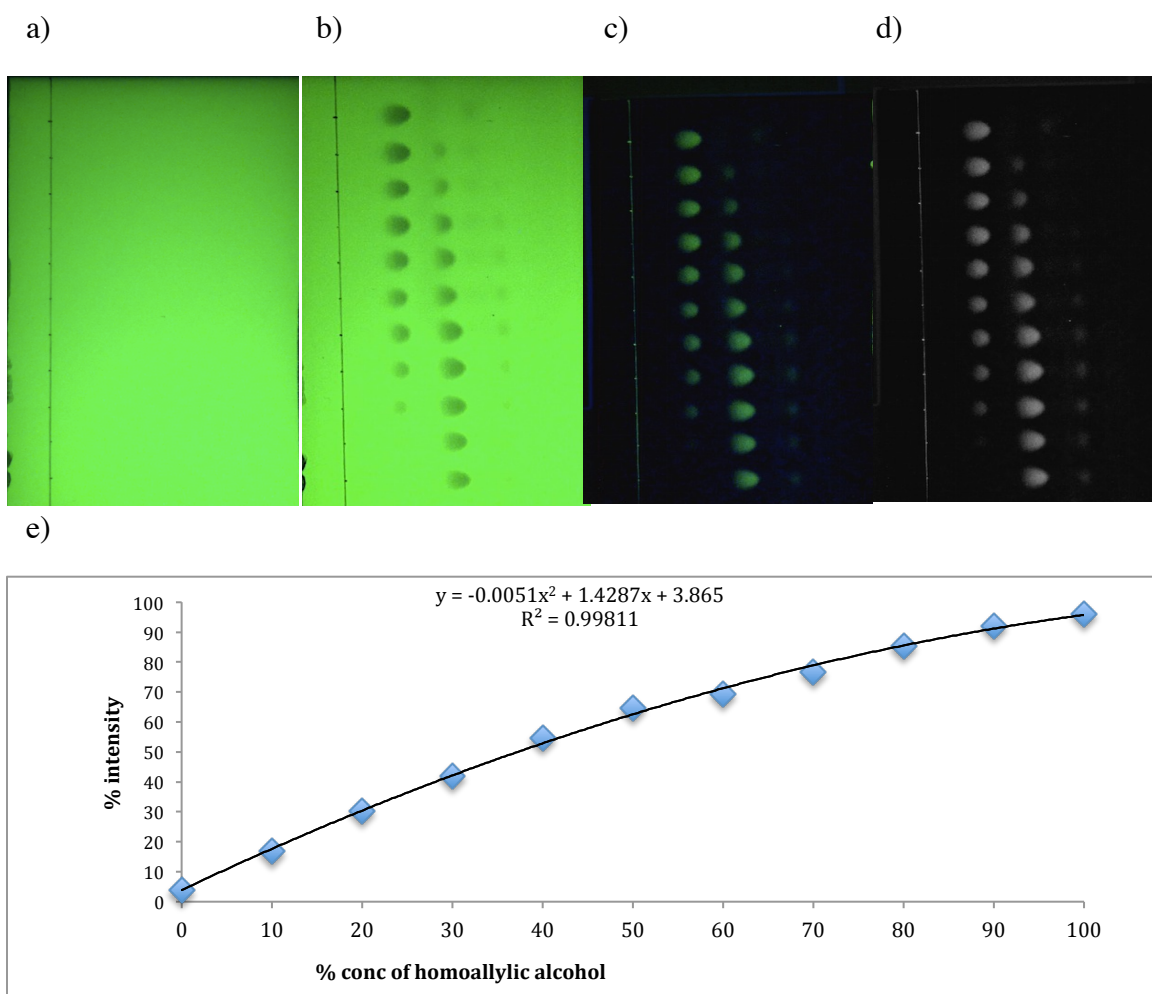 a) b) c) d)
e)
y = -0.0051x² + 1.4287x + 3.865
R² = 0.99811
100
90
80
70
60
50
40
30
20
10
0
% intensity
0 10 20 30 40 50 60 70 80 90 100
% conc of homoallylic alcohol